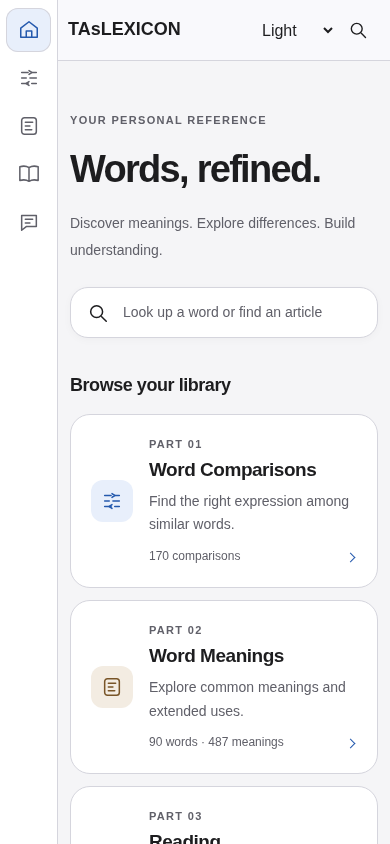 TAsLEXICON
Light
YOUR PERSONAL REFERENCE
Words, refined.
Discover meanings. Explore differences. Build
understanding.
Look up a word or find an article
Browse your library
PART 01
Word Comparisons
Find the right expression among
similar words.
170 comparisons
PART 02
Word Meanings
Explore common meanings and
extended uses.
90 words · 487 meanings
PART 03
Reading